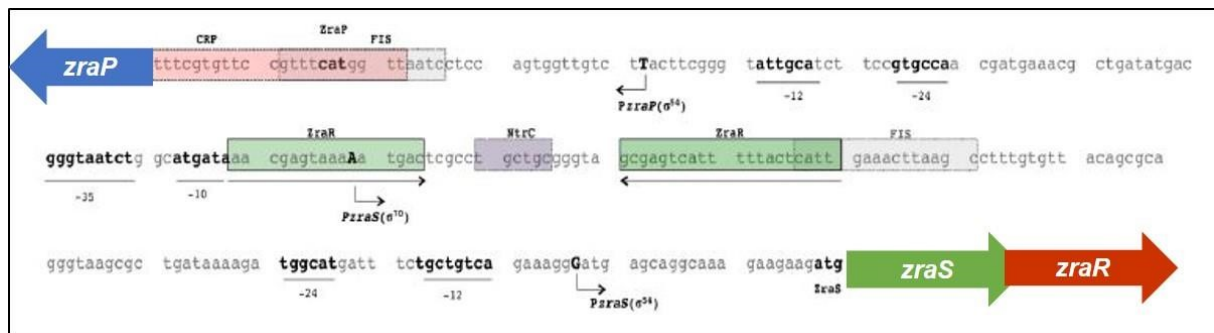 CRP ZraP FIS
zraP tttcgtgttc cgtttcatgg ttaatcctcc agtggttgtc tTacttcggg tattgcatct tccgtgccaa cgatgaaacg ctgatatgac
PzraP(σ⁵⁴) -12 -24
ZraR NtrC ZraR FIS
gggtaatctg gcatgataaa cgagtaaaAa tgactcgcct gctgcgggta gcgagtcatt tttactcatt gaaacttaag cctttgtgtt acagcgca
-35 -10
PzraS(σ⁷⁰)
gggtaagcgc tgataaaaga tggcatgatt tctgctgtca gaaaggGatg agcaggcaaa gaagaagatg zraS zraR
-24 -12 PzraS(σ⁵⁴) ZraS